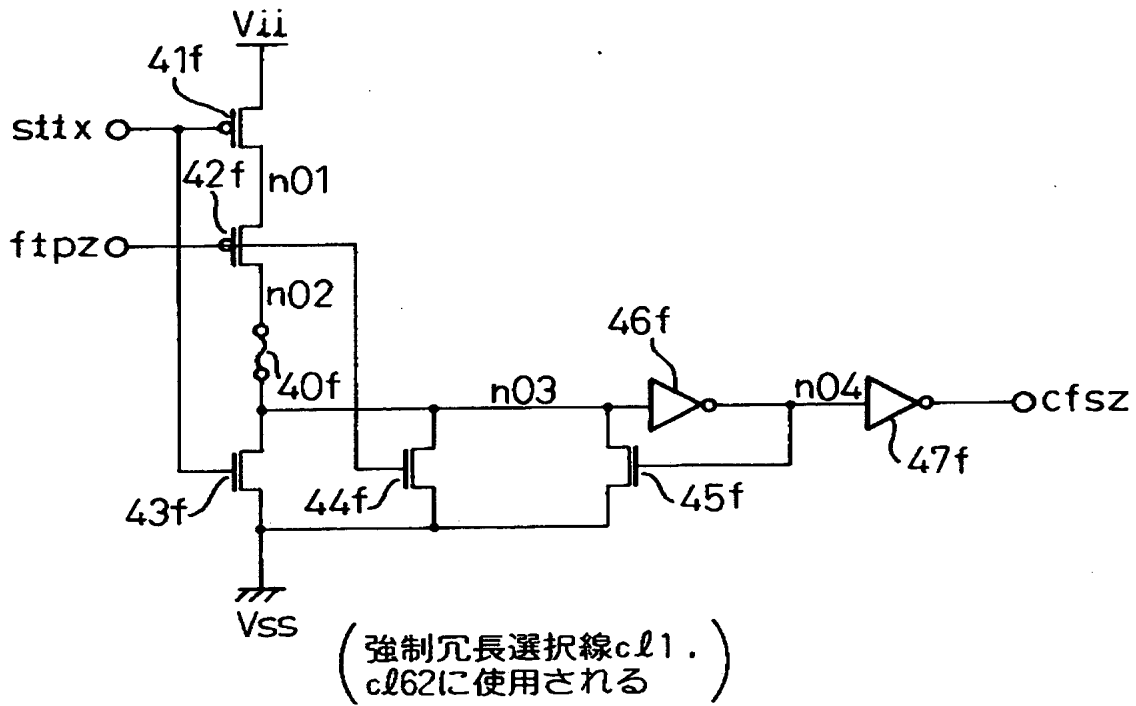 Vii
41f
sttx
42f
n01
ftpz
n02
46f
40f
n03
n04
cfsz
47f
43f
44f
45f
Vss
(強制冗長選択線cℓ1.
cℓ62に使用される)